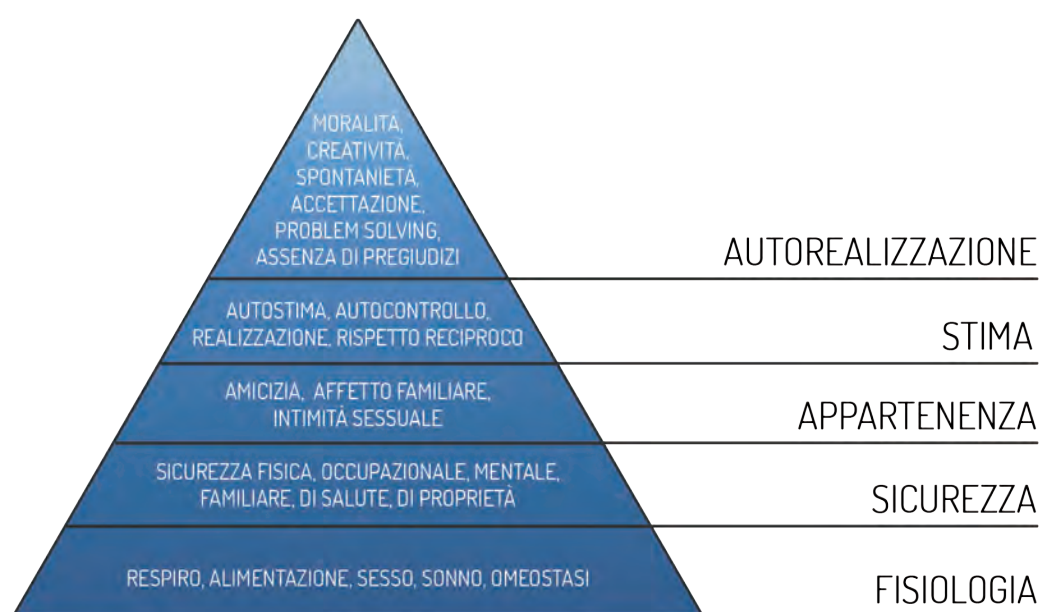 MORALITÀ,
CREATIVITÀ,
SPONTANIETÀ,
ACCETTAZIONE,
PROBLEM SOLVING,
ASSENZA DI PREGIUDIZI
AUTOREALIZZAZIONE
AUTOSTIMA, AUTOCONTROLLO,
REALIZZAZIONE, RISPETTO RECIPROCO
STIMA
AMICIZIA, AFFETTO FAMILIARE,
INTIMITÀ SESSUALE
APPARTENENZA
SICUREZZA FISICA, OCCUPAZIONALE, MENTALE,
FAMILIARE, DI SALUTE, DI PROPRIETÀ
SICUREZZA
RESPIRO, ALIMENTAZIONE, SESSO, SONNO, OMEOSTASI
FISIOLOGIA